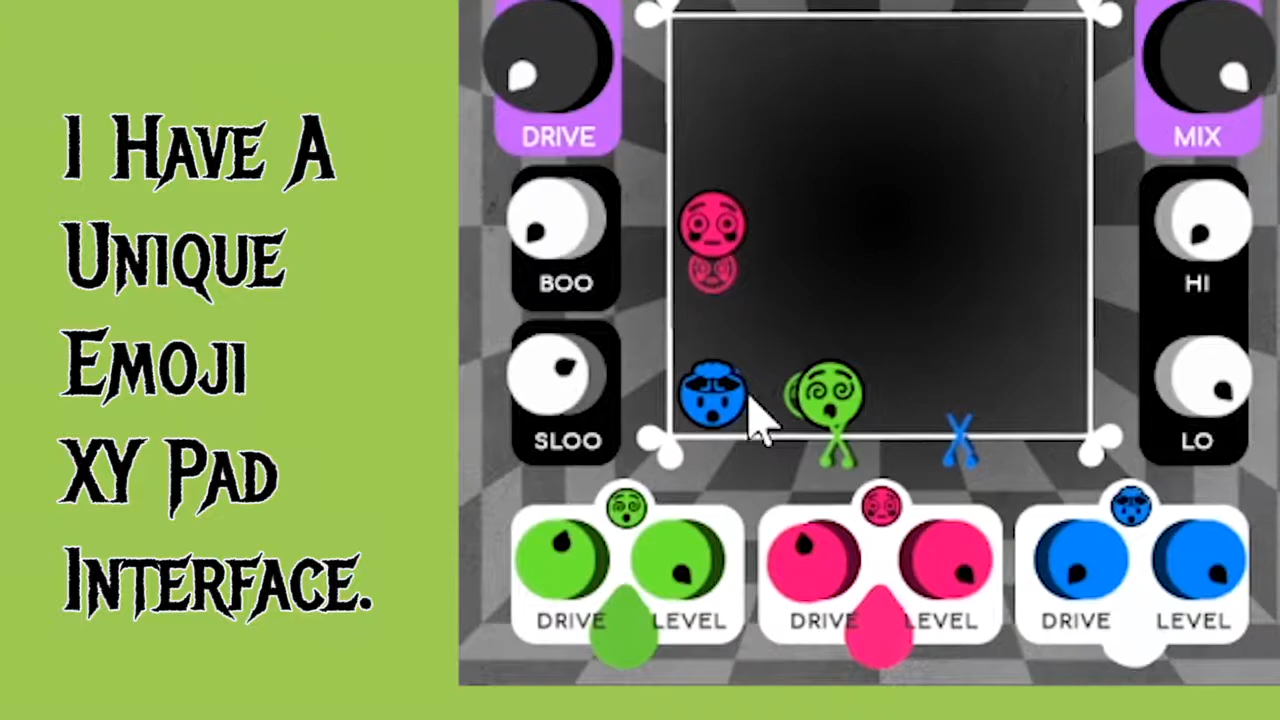 I Have A
Unique
Emoji
XY Pad
Interface.
DRIVE
MIX
BOO
HI
SLOO
LO
DRIVE LEVEL
DRIVE LEVEL
DRIVE LEVEL